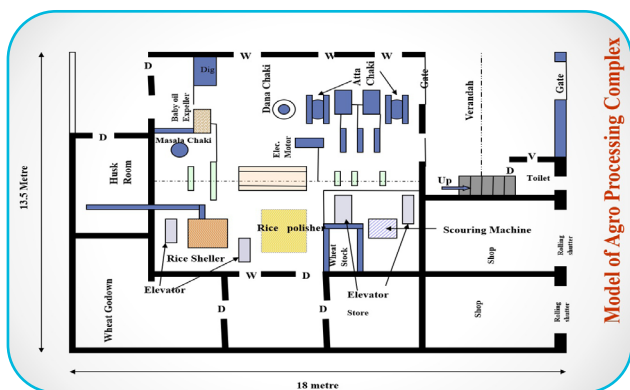 W
W
W
D
Dig
Baby oil
Expeller
Dana Chaki
Atta
Chaki
Gate
Verandah
Gate
D
Masala Chaki
Elec.
Motor
V
D
Toilet
Up
Husk
Room
13.5 Metre
Rice polisher
Scouring Machine
Rice Sheller
Wheat
Stock
Shop
Rolling
shutter
Elevator
W
D
Elevator
Store
Wheat Godown
D
D
Shop
Rolling
shutter
18 metre
Model of Agro Processing Complex